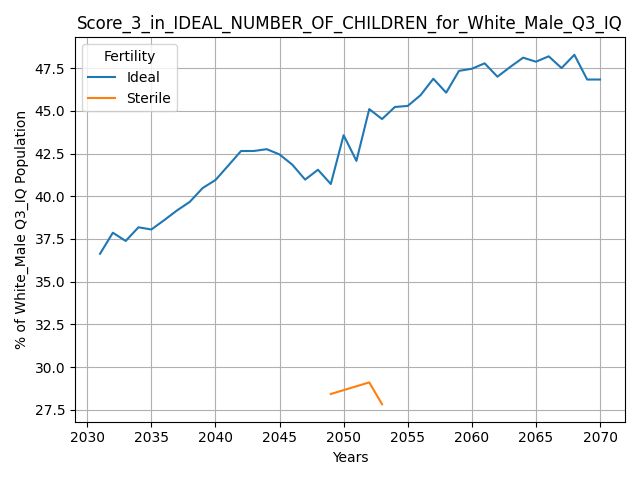 Score_3_in_IDEAL_NUMBER_OF_CHILDREN_for_White_Male_Q3_IQ
Fertility
Ideal
Sterile
% of White_Male Q3_IQ Population
47.5
45.0
42.5
40.0
37.5
35.0
32.5
30.0
27.5
2030 2035 2040 2045 2050 2055 2060 2065 2070
Years